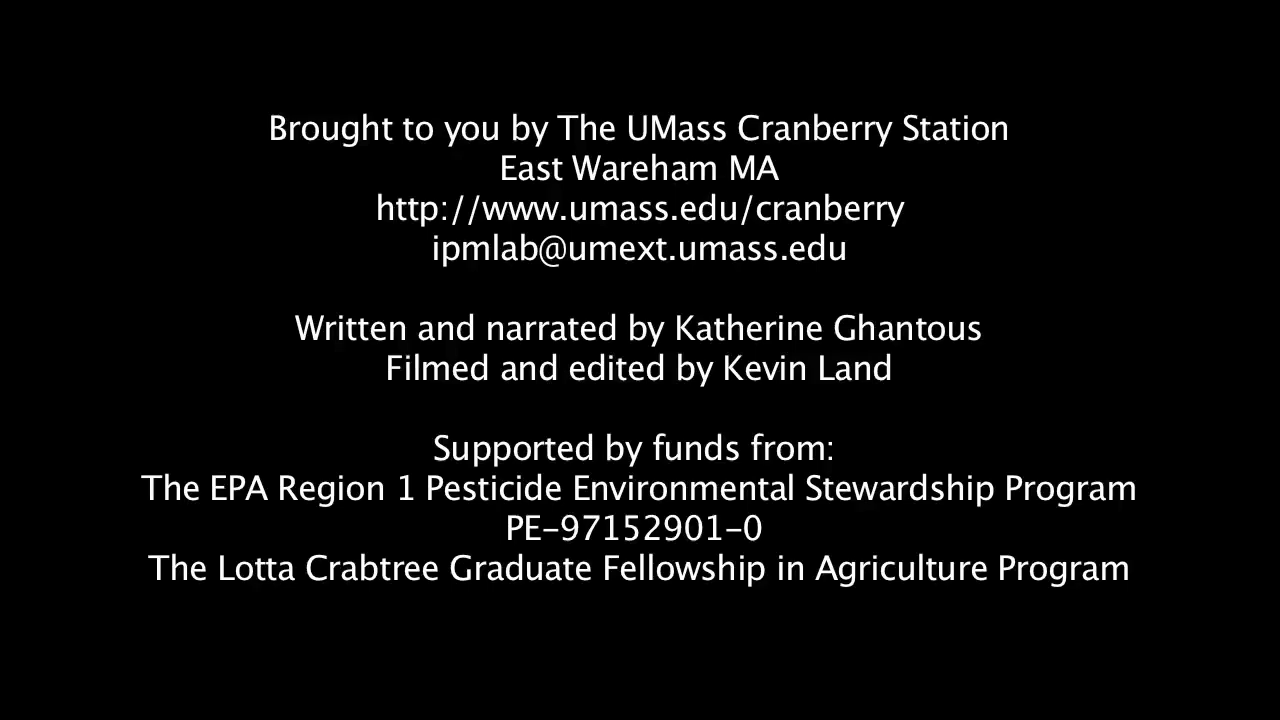 Brought to you by The UMass Cranberry Station
East Wareham MA
http://www.umass.edu/cranberry
ipmlab@umext.umass.edu
Written and narrated by Katherine Ghantous
Filmed and edited by Kevin Land
Supported by funds from:
The EPA Region 1 Pesticide Environmental Stewardship Program
PE-97152901-0
The Lotta Crabtree Graduate Fellowship in Agriculture Program